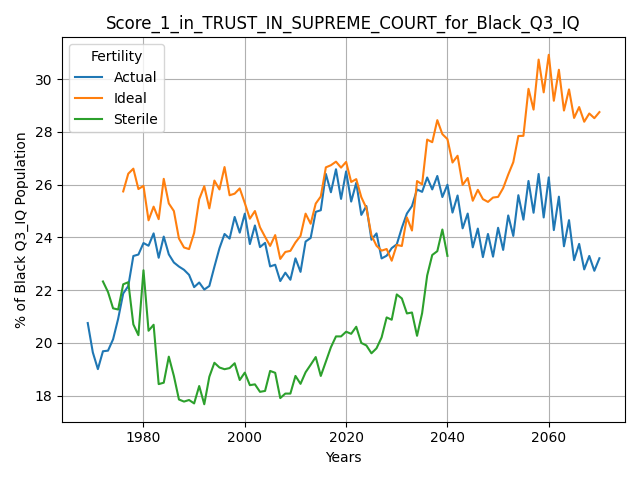 Score_1_in_TRUST_IN_SUPREME_COURT_for_Black_Q3_IQ
Fertility
Actual
Ideal
Sterile
% of Black Q3_IQ Population
30
28
26
24
22
20
18
1980
2000
2020
2040
2060
Years